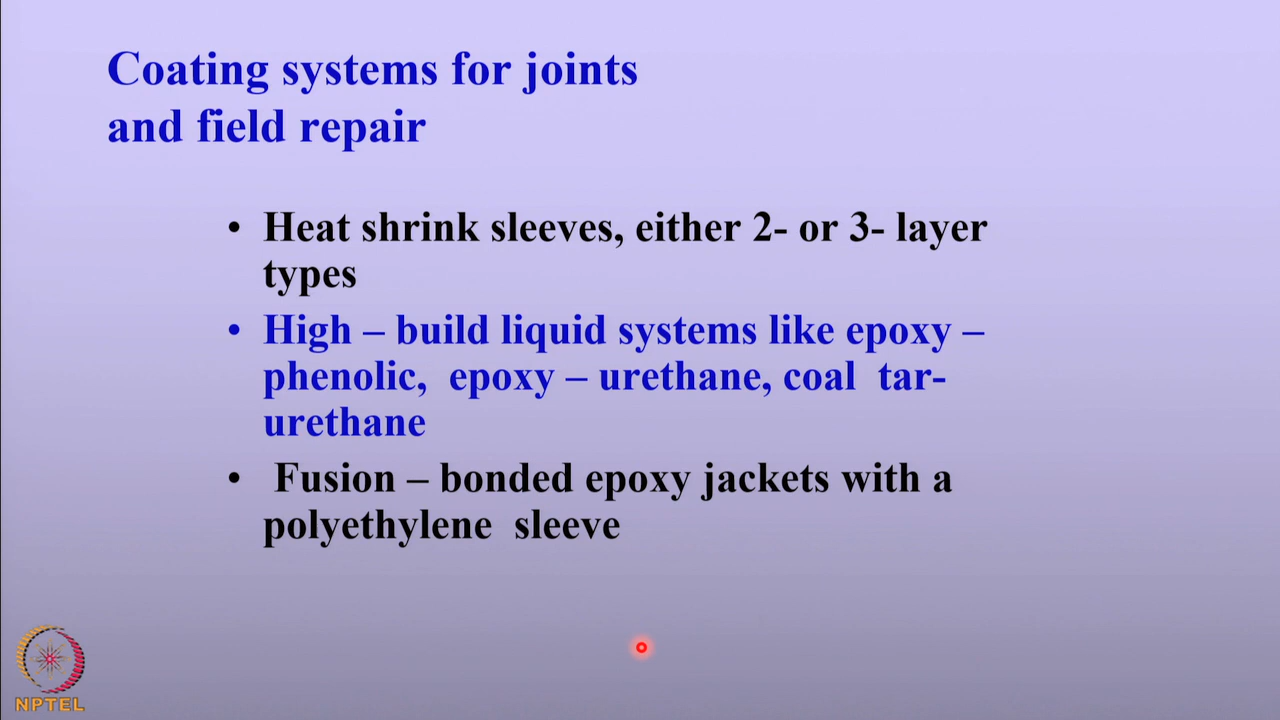 Coating systems for joints
and field repair
• Heat shrink sleeves, either 2- or 3- layer
types
• High – build liquid systems like epoxy –
phenolic, epoxy – urethane, coal tar-
urethane
• Fusion – bonded epoxy jackets with a
polyethylene sleeve
NPTEL